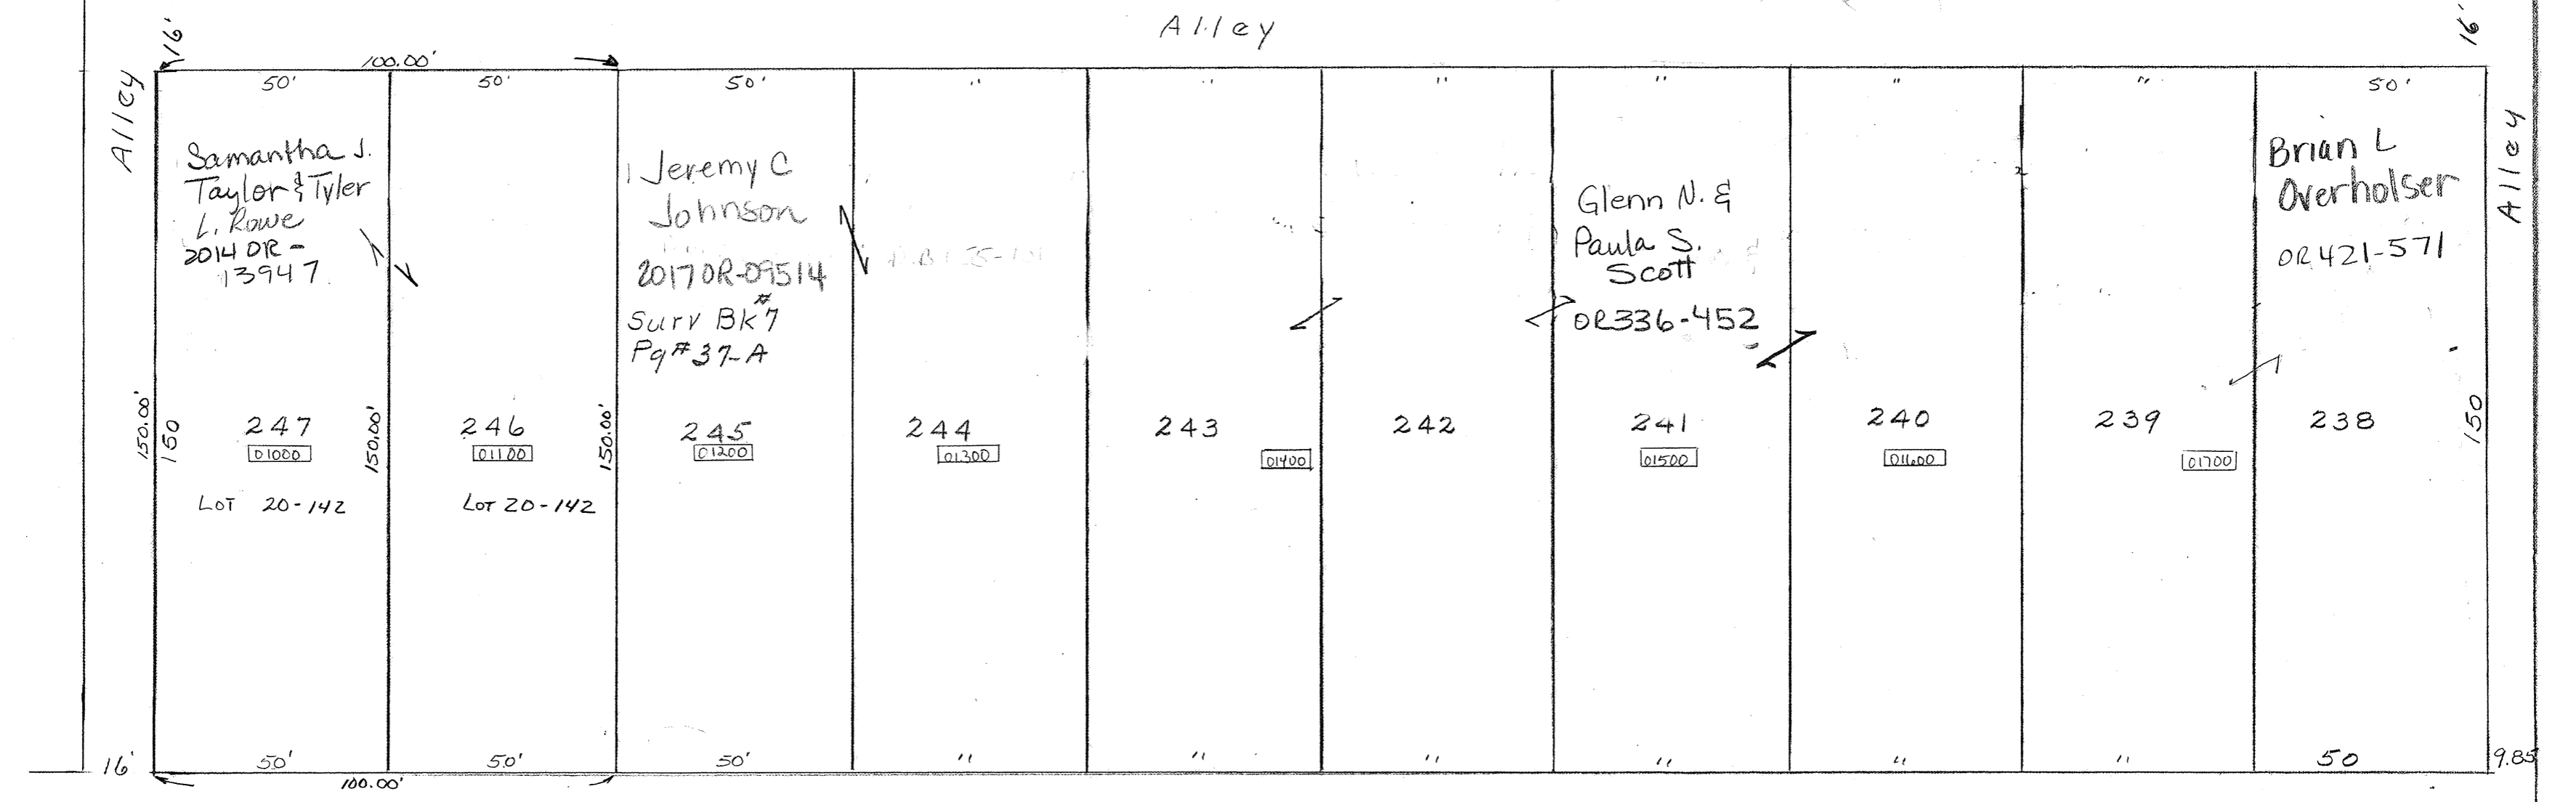 Alley
16'
16'
100.00'
Alley
50'
50'
50'
"
"
"
"
"
"
50'
Alley
Samantha J.
Taylor & Tyler
L. Rowe
2014 OR -
13947
Jeremy C
Johnson
2017 OR-09514
Surv Bk# 7
Pg# 37-A
Glenn N. &
Paula S.
Scott
OR336-452
Brian L
Overholser
OR 421-571
150.00'
150
247
01000
LOT 20-142
150.00'
246
01100
LOT 20-142
150.00'
245
01200
244
01300
243
01400
242
241
01500
240
01600
239
01700
238
150
16'
50'
50'
50'
"
"
"
"
"
"
50
9.85
100.00'